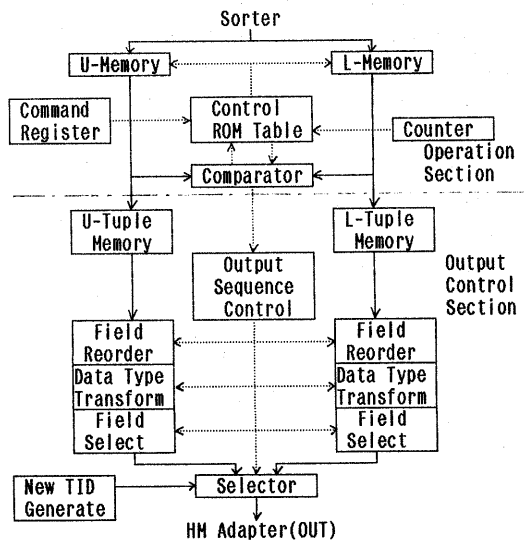 Sorter
U-Memory
L-Memory
Command
Register
Control
ROM Table
Counter
Operation
Section
Comparator
U-Tuple
Memory
L-Tuple
Memory
Output
Sequence
Control
Output
Control
Section
Field
Reorder
Data Type
Transform
Field
Select
Field
Reorder
Data Type
Transform
Field
Select
New TID
Generate
Selector
HM Adapter(OUT)